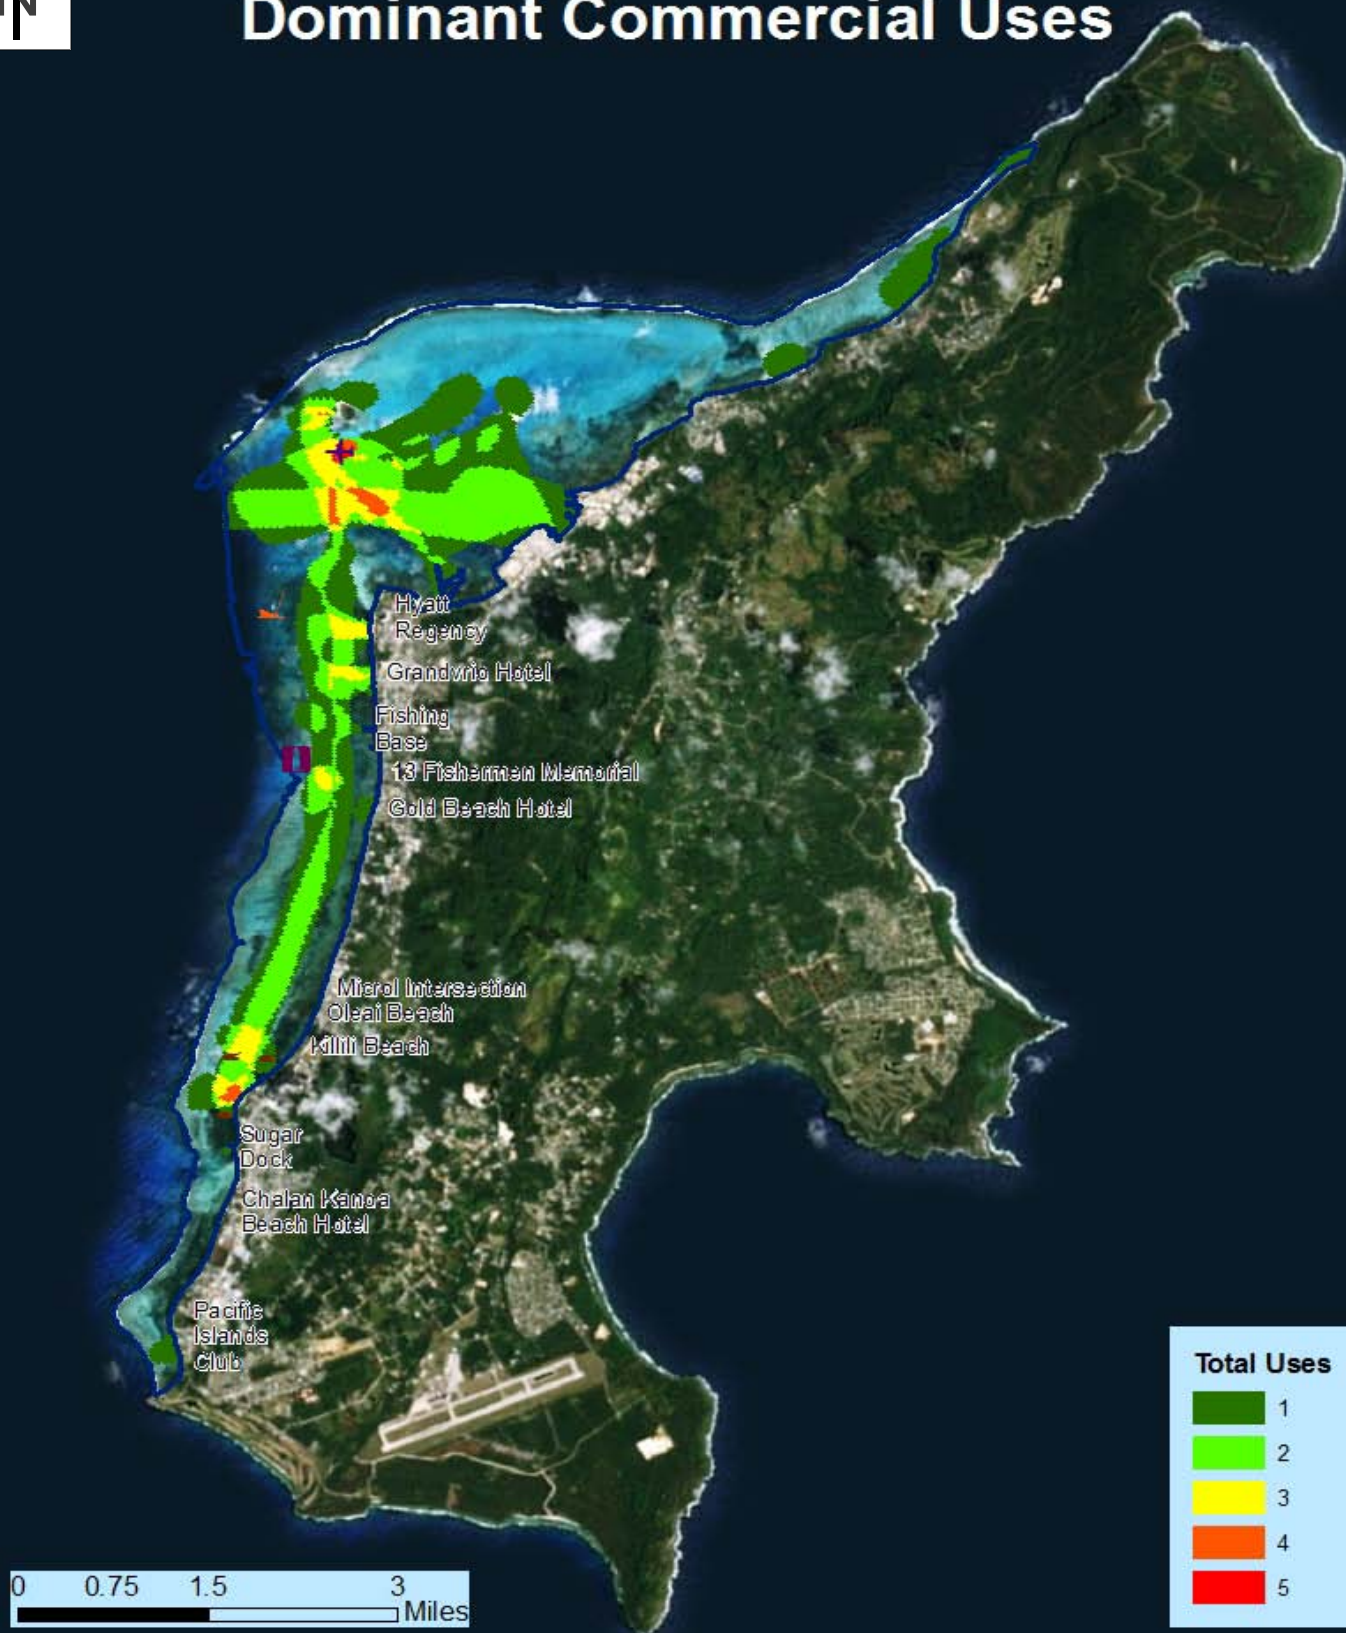 N
Dominant Commercial Uses
Hyatt
Regency
Grandvrio Hotel
Fishing
Base
13 Fishermen Memorial
Gold Beach Hotel
Microl Intersection
Oleai Beach
Kilili Beach
Sugar
Dock
Chalan Kanoa
Beach Hotel
Pacific
Islands
Club
Total Uses
1
2
3
4
5
0 0.75 1.5 3
Miles